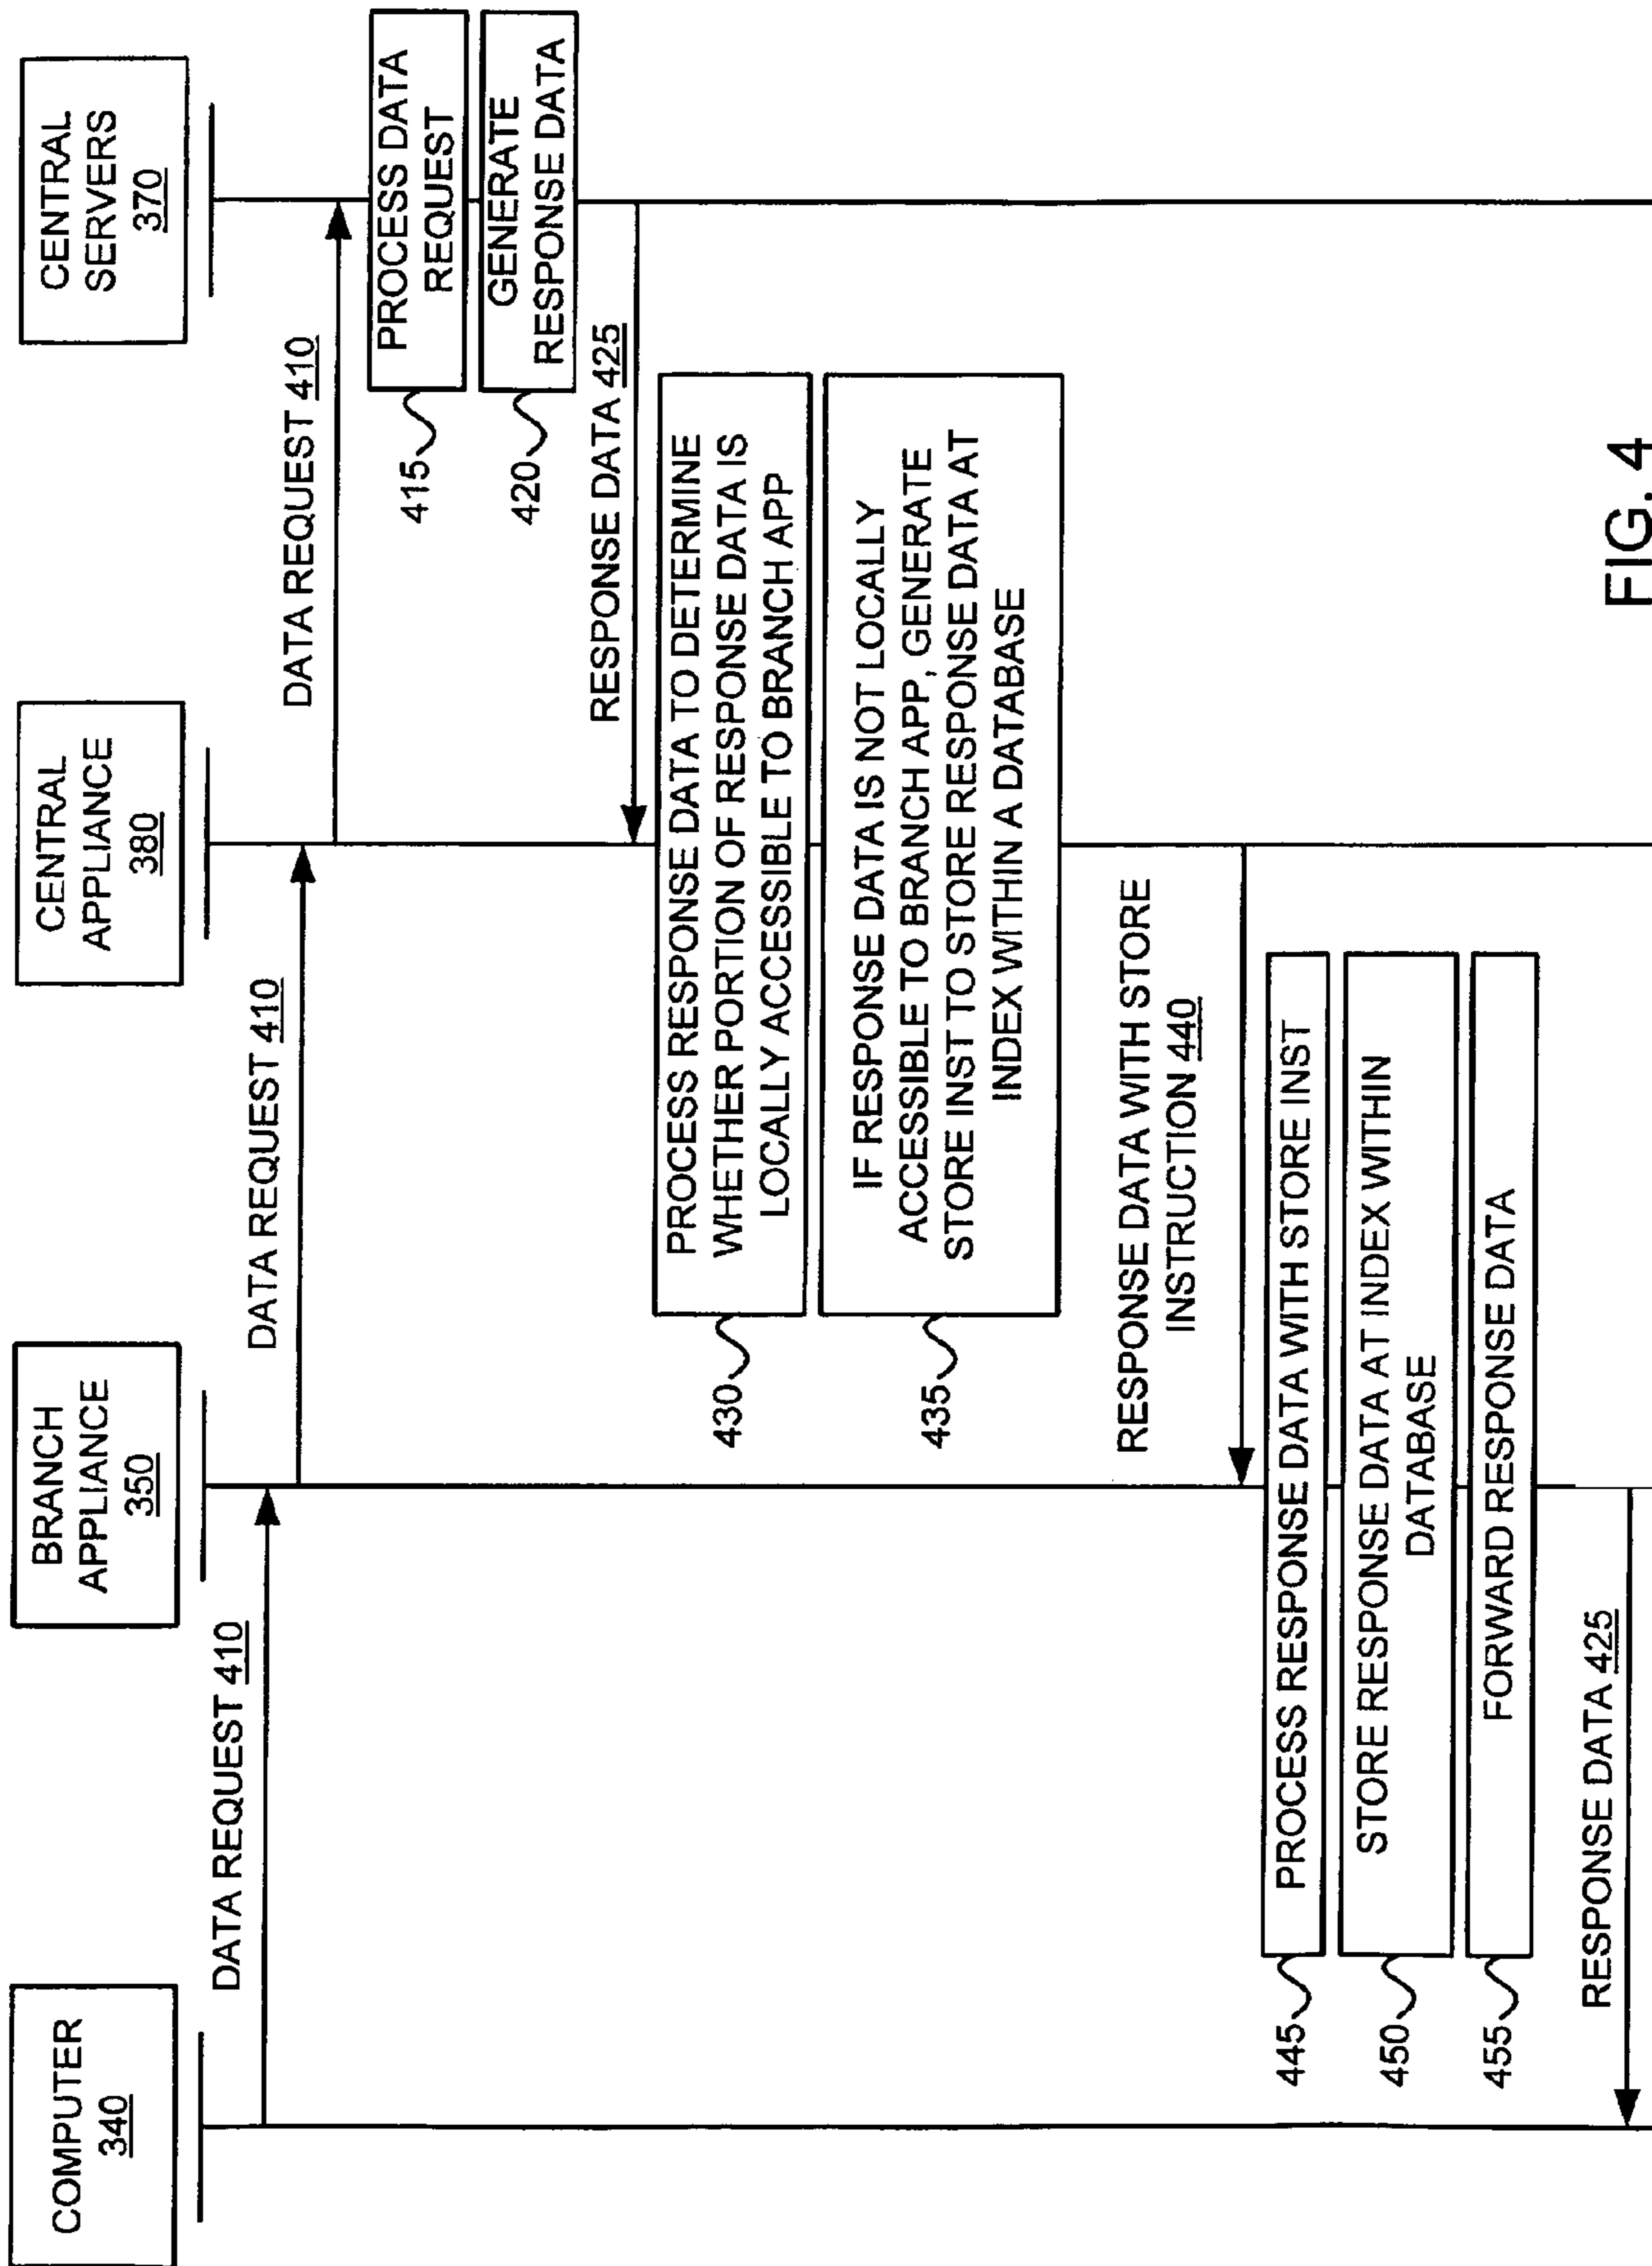 COMPUTER
340
BRANCH
APPLIANCE
350
CENTRAL
APPLIANCE
380
CENTRAL
SERVERS
370
DATA REQUEST 410
DATA REQUEST 410
DATA REQUEST 410
415
PROCESS DATA
REQUEST
420
GENERATE
RESPONSE DATA
RESPONSE DATA 425
430
PROCESS RESPONSE DATA TO DETERMINE
WHETHER PORTION OF RESPONSE DATA IS
LOCALLY ACCESSIBLE TO BRANCH APP
435
IF RESPONSE DATA IS NOT LOCALLY
ACCESSIBLE TO BRANCH APP, GENERATE
STORE INST TO STORE RESPONSE DATA AT
INDEX WITHIN A DATABASE
RESPONSE DATA WITH STORE
INSTRUCTION 440
445
PROCESS RESPONSE DATA WITH STORE INST
450
STORE RESPONSE DATA AT INDEX WITHIN
DATABASE
455
FORWARD RESPONSE DATA
RESPONSE DATA 425
FIG. 4